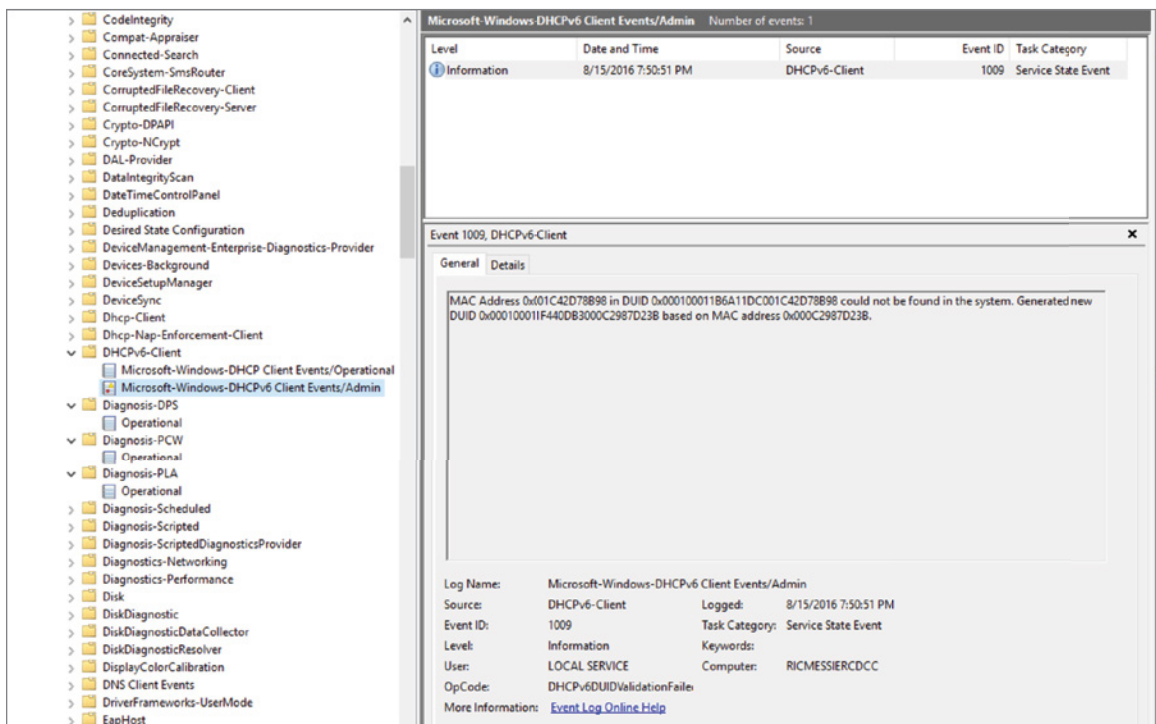 CodeIntegrity
Compat-Appraiser
Connected-Search
CoreSystem-SmsRouter
CorruptedFileRecovery-Client
CorruptedFileRecovery-Server
Crypto-DPAPI
Crypto-NCrypt
DAL-Provider
DataIntegrityScan
DateTimeControlPanel
Deduplication
Desired State Configuration
DeviceManagement-Enterprise-Diagnostics-Provider
Devices-Background
DeviceSetupManager
DeviceSync
Dhcp-Client
Dhcp-Nap-Enforcement-Client
DHCPv6-Client
Microsoft-Windows-DHCP Client Events/Operational
Microsoft-Windows-DHCPv6 Client Events/Admin
Diagnosis-DPS
Operational
Diagnosis-PCW
Operational
Diagnosis-PLA
Operational
Diagnosis-Scheduled
Diagnosis-Scripted
Diagnosis-ScriptedDiagnosticsProvider
Diagnostics-Networking
Diagnostics-Performance
Disk
DiskDiagnostic
DiskDiagnosticDataCollector
DiskDiagnosticResolver
DisplayColorCalibration
DNS Client Events
DriverFrameworks-UserMode
EapHost
Microsoft-Windows-DHCPv6 Client Events/Admin Number of events: 1
Level Date and Time Source Event ID Task Category
Information 8/15/2016 7:50:51 PM DHCPv6-Client 1009 Service State Event
Event 1009, DHCPv6-Client
General Details
MAC Address 0x001C42D78B98 in DUID 0x000100011B6A11DC001C42D78B98 could not be found in the system. Generated new
DUID 0x000100011F440DB3000C2987D23B based on MAC address 0x000C2987D23B.
Log Name: Microsoft-Windows-DHCPv6 Client Events/Admin
Source: DHCPv6-Client Logged: 8/15/2016 7:50:51 PM
Event ID: 1009 Task Category: Service State Event
Level: Information Keywords:
User: LOCAL SERVICE Computer: RICMESSIERCDCC
OpCode: DHCPv6DUIDValidationFailed
More Information: Event Log Online Help